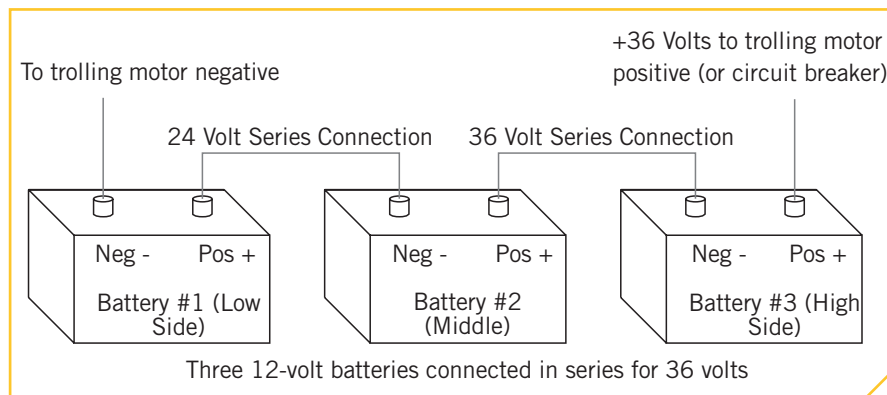 +36 Volts to trolling motor
positive (or circuit breaker)
To trolling motor negative
24 Volt Series Connection
36 Volt Series Connection
Neg -
Pos +
Battery #1 (Low
Side)
Neg -
Pos +
Battery #2
(Middle)
Neg -
Pos +
Battery #3 (High
Side)
Three 12-volt batteries connected in series for 36 volts